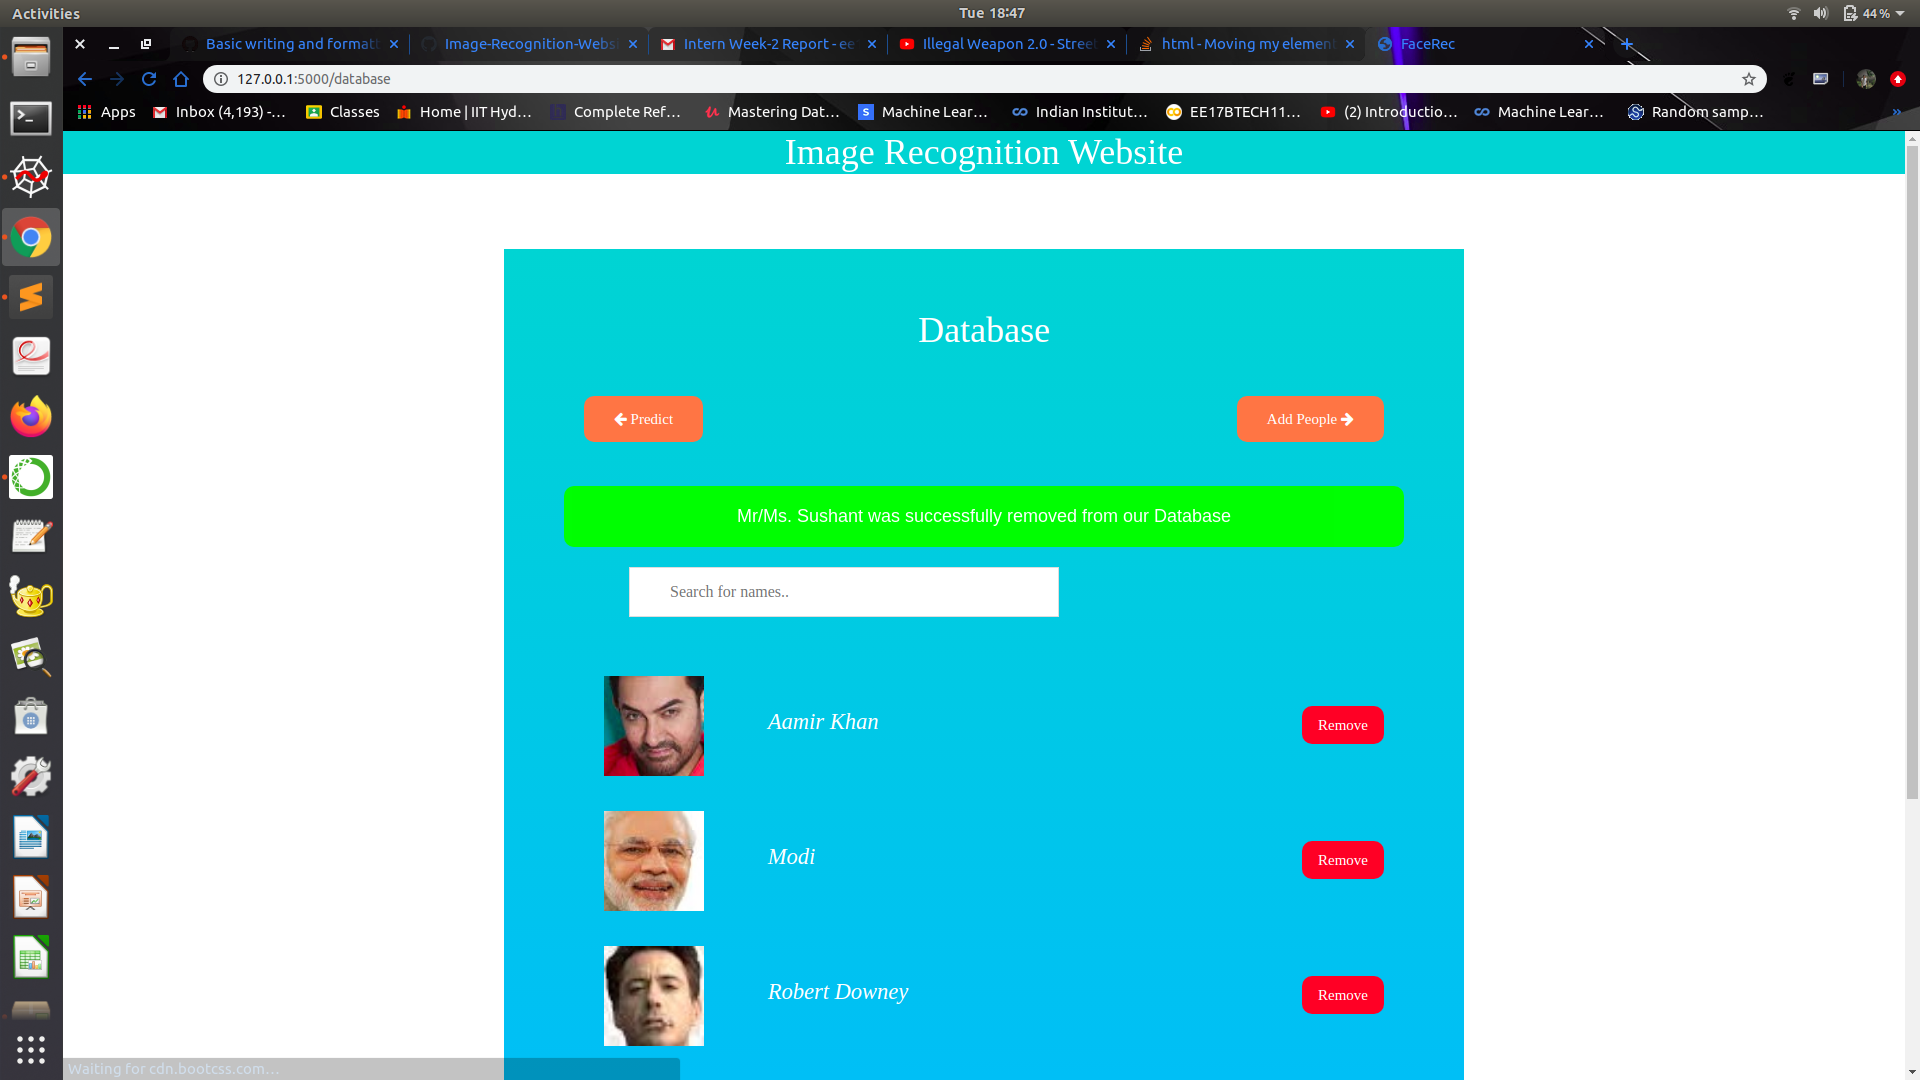 Activities
Tue 18:47
44 %
Basic writing and formatt
Image-Recognition-Websi
Intern Week-2 Report - ee
Illegal Weapon 2.0 - Street
html - Moving my element
FaceRec
127.0.0.1:5000/database
Apps
Inbox (4,193) -...
Classes
Home | IIT Hyd...
Complete Ref...
Mastering Dat...
Machine Lear...
Indian Institut...
EE17BTECH11...
(2) Introductio...
Machine Lear...
Random samp...
»
Image Recognition Website
Database
Predict
Add People
Mr/Ms. Sushant was successfully removed from our Database
Search for names..
Aamir Khan
Remove
Modi
Remove
Robert Downey
Remove
Waiting for cdn.bootcss.com...